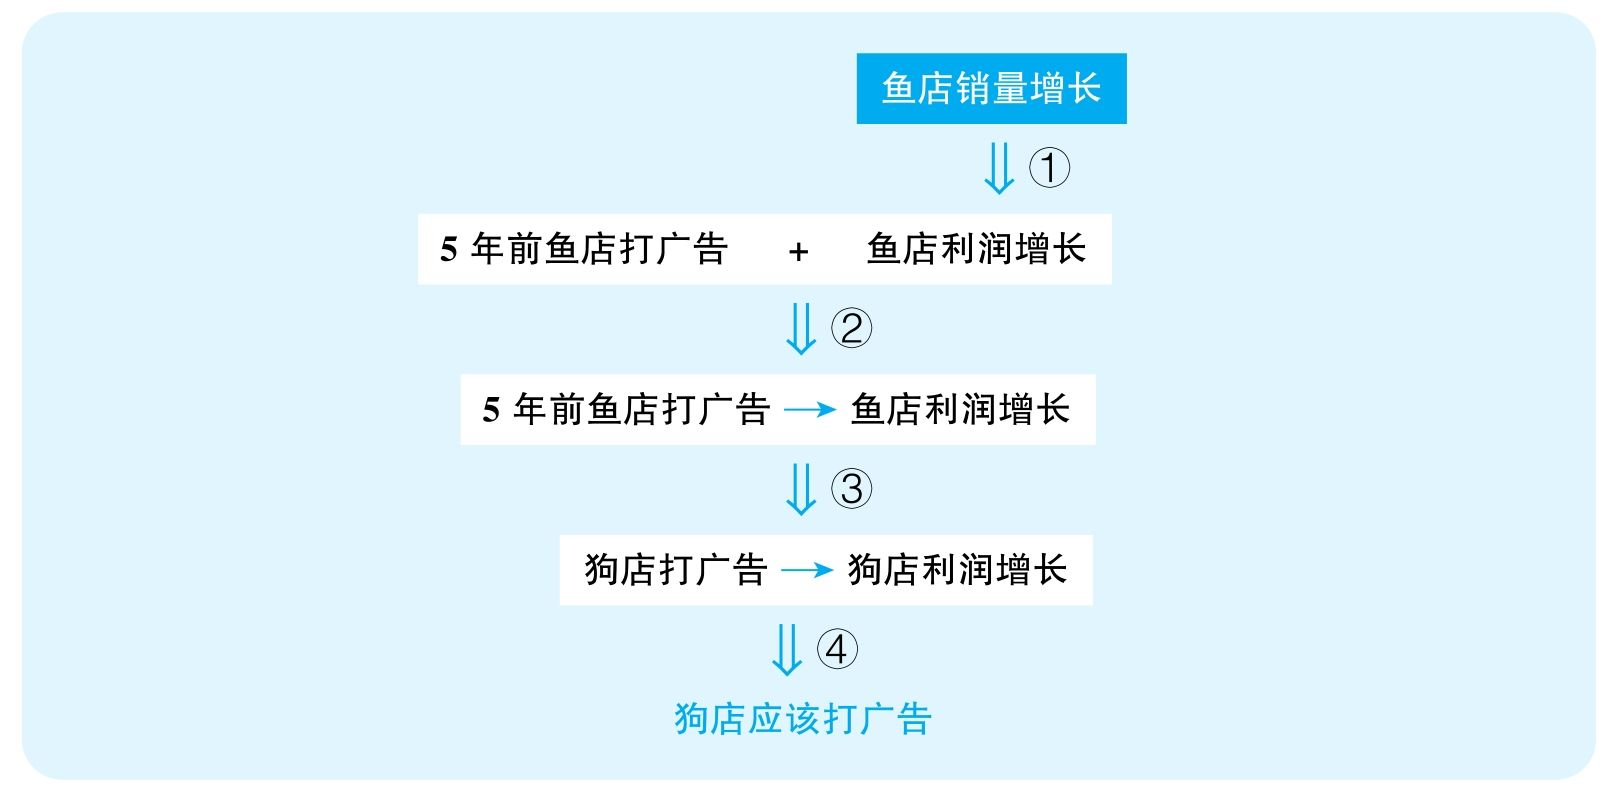 鱼店销量增长
⇓ ①
5 年前鱼店打广告 + 鱼店利润增长
⇓ ②
5 年前鱼店打广告 → 鱼店利润增长
⇓ ③
狗店打广告 → 狗店利润增长
⇓ ④
狗店应该打广告